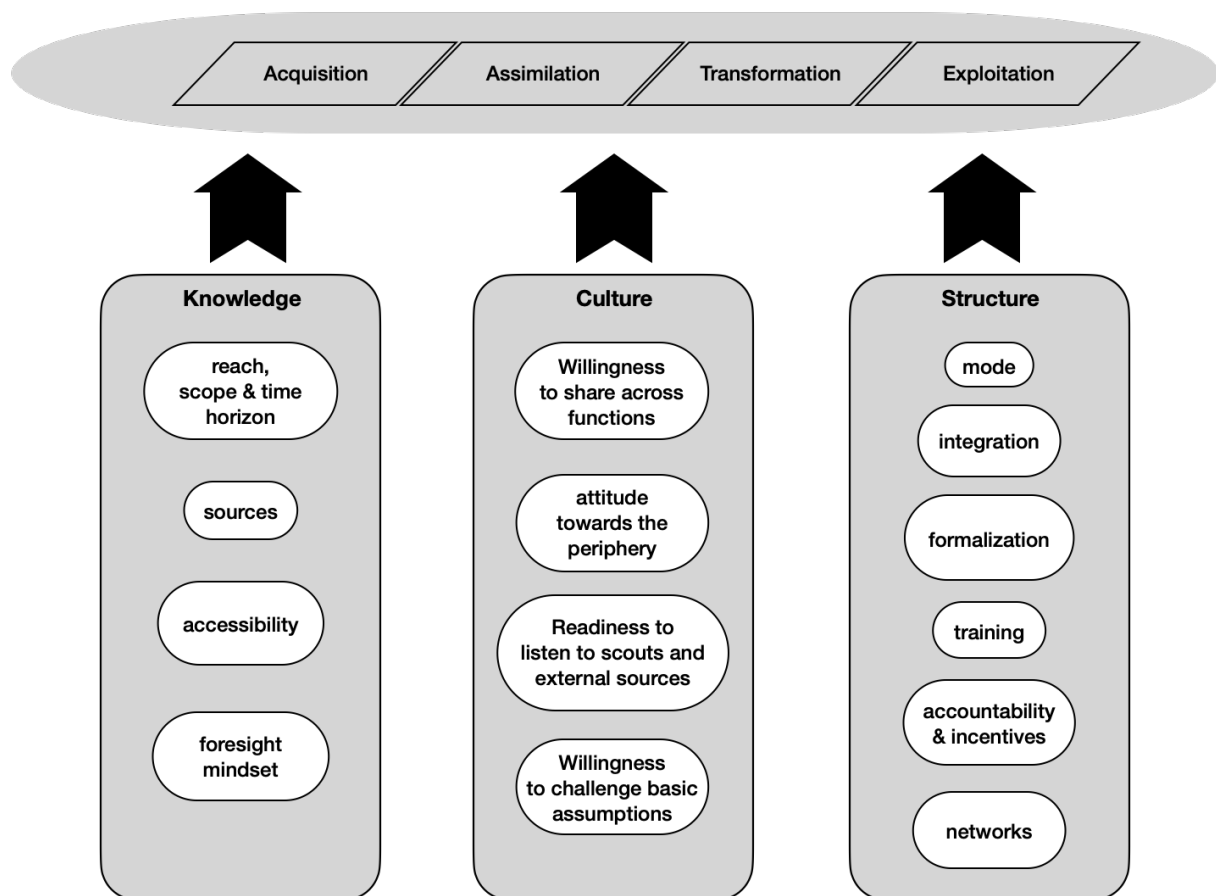 Acquisition
Assimilation
Transformation
Exploitation
Knowledge
reach,
scope & time
horizon
sources
accessibility
foresight
mindset
Culture
Willingness
to share across
functions
attitude
towards the
periphery
Readiness to
listen to scouts and
external sources
Willingness
to challenge basic
assumptions
Structure
mode
integration
formalization
training
accountability
& incentives
networks